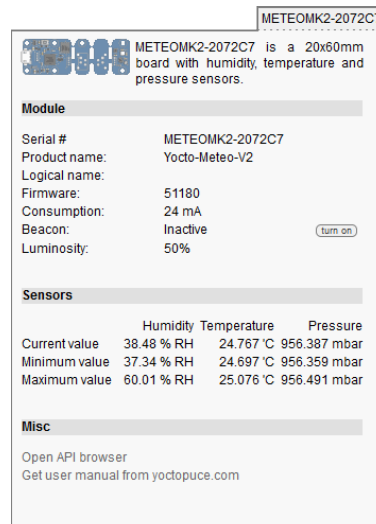 METEOMK2-2072C7
METEOMK2-2072C7 is a 20x60mm
board with humidity, temperature and
pressure sensors.
Module
Serial # METEOMK2-2072C7
Product name: Yocto-Meteo-V2
Logical name:
Firmware: 51180
Consumption: 24 mA
Beacon: Inactive turn on
Luminosity: 50%
Sensors
Humidity Temperature Pressure
Current value 38.48 % RH 24.767 'C 956.387 mbar
Minimum value 37.34 % RH 24.697 'C 956.359 mbar
Maximum value 60.01 % RH 25.076 'C 956.491 mbar
Misc
Open API browser
Get user manual from yoctopuce.com